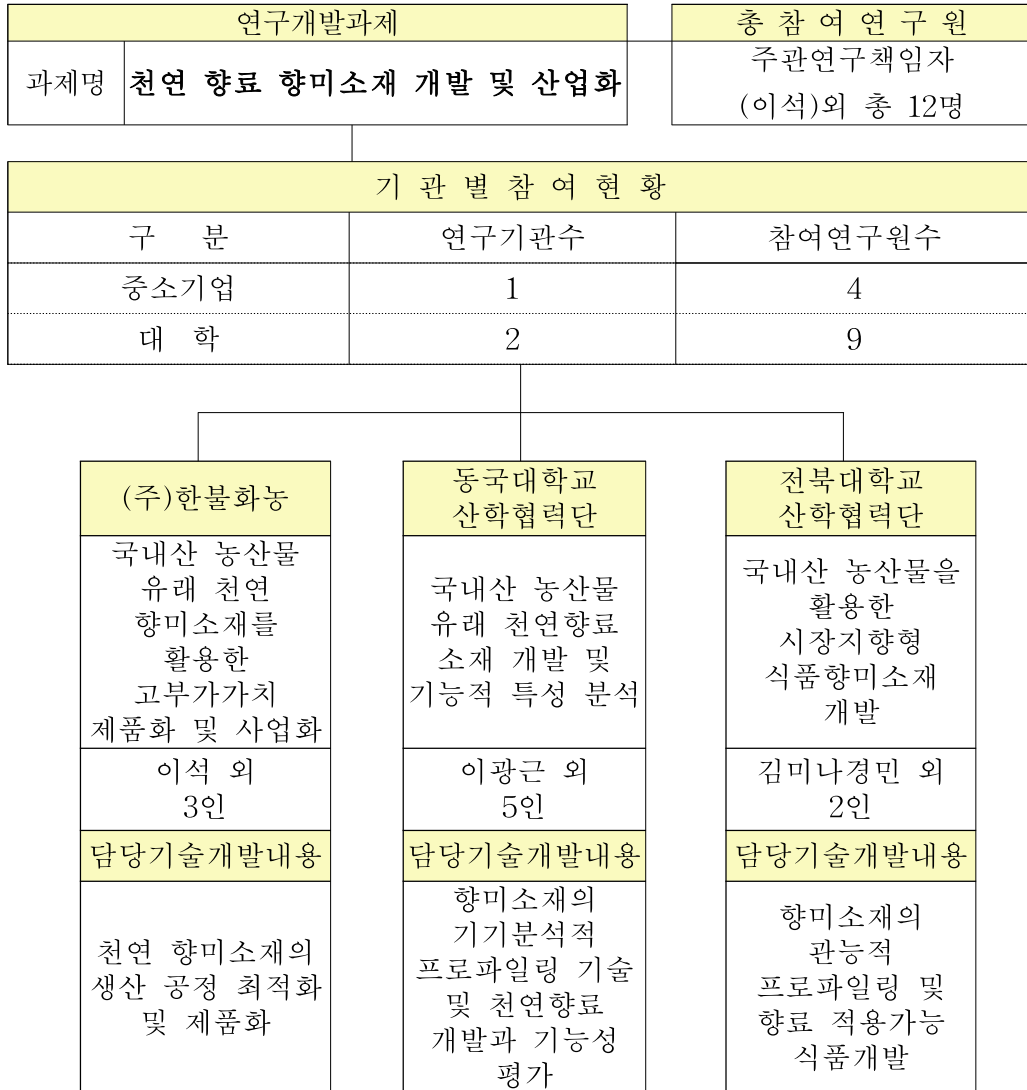 연구개발과제
총 참 여 연 구 원
과제명
천연 향료 향미소재 개발 및 산업화
주관연구책임자
(이석)외 총 12명
기 관 별 참 여 현 황
구 분
연구기관수
참여연구원수
중소기업
1
4
대 학
2
9
(주)한불화농
국내산 농산물
유래 천연
향미소재를
활용한
고부가가치
제품화 및 사업화
이석 외
3인
담당기술개발내용
천연 향미소재의
생산 공정 최적화
및 제품화
동국대학교
산학협력단
국내산 농산물
유래 천연향료
소재 개발 및
기능적 특성 분석
이광근 외
5인
담당기술개발내용
향미소재의
기기분석적
프로파일링 기술
및 천연향료
개발과 기능성
평가
전북대학교
산학협력단
국내산 농산물을
활용한
시장지향형
식품향미소재
개발
김미나경민 외
2인
담당기술개발내용
향미소재의
관능적
프로파일링 및
향료 적용가능
식품개발